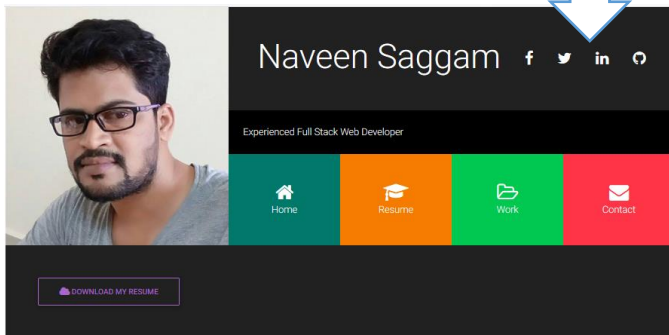 Naveen Saggam
Experienced Full Stack Web Developer
Home
Resume
Work
Contact
DOWNLOAD MY RESUME